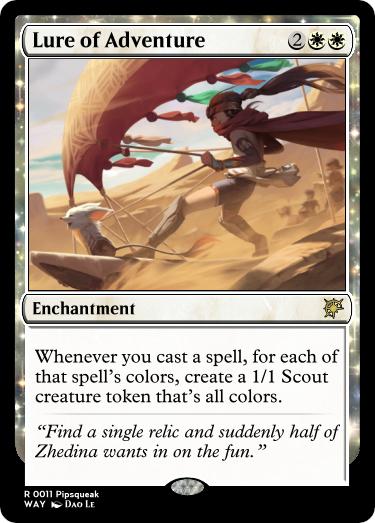 Lure of Adventure 2
Enchantment
Whenever you cast a spell, for each of
that spell's colors, create a 1/1 Scout
creature token that's all colors.
"Find a single relic and suddenly half of
Zhedina wants in on the fun."
R 0011 Pipsqueak
WAY Dao Le